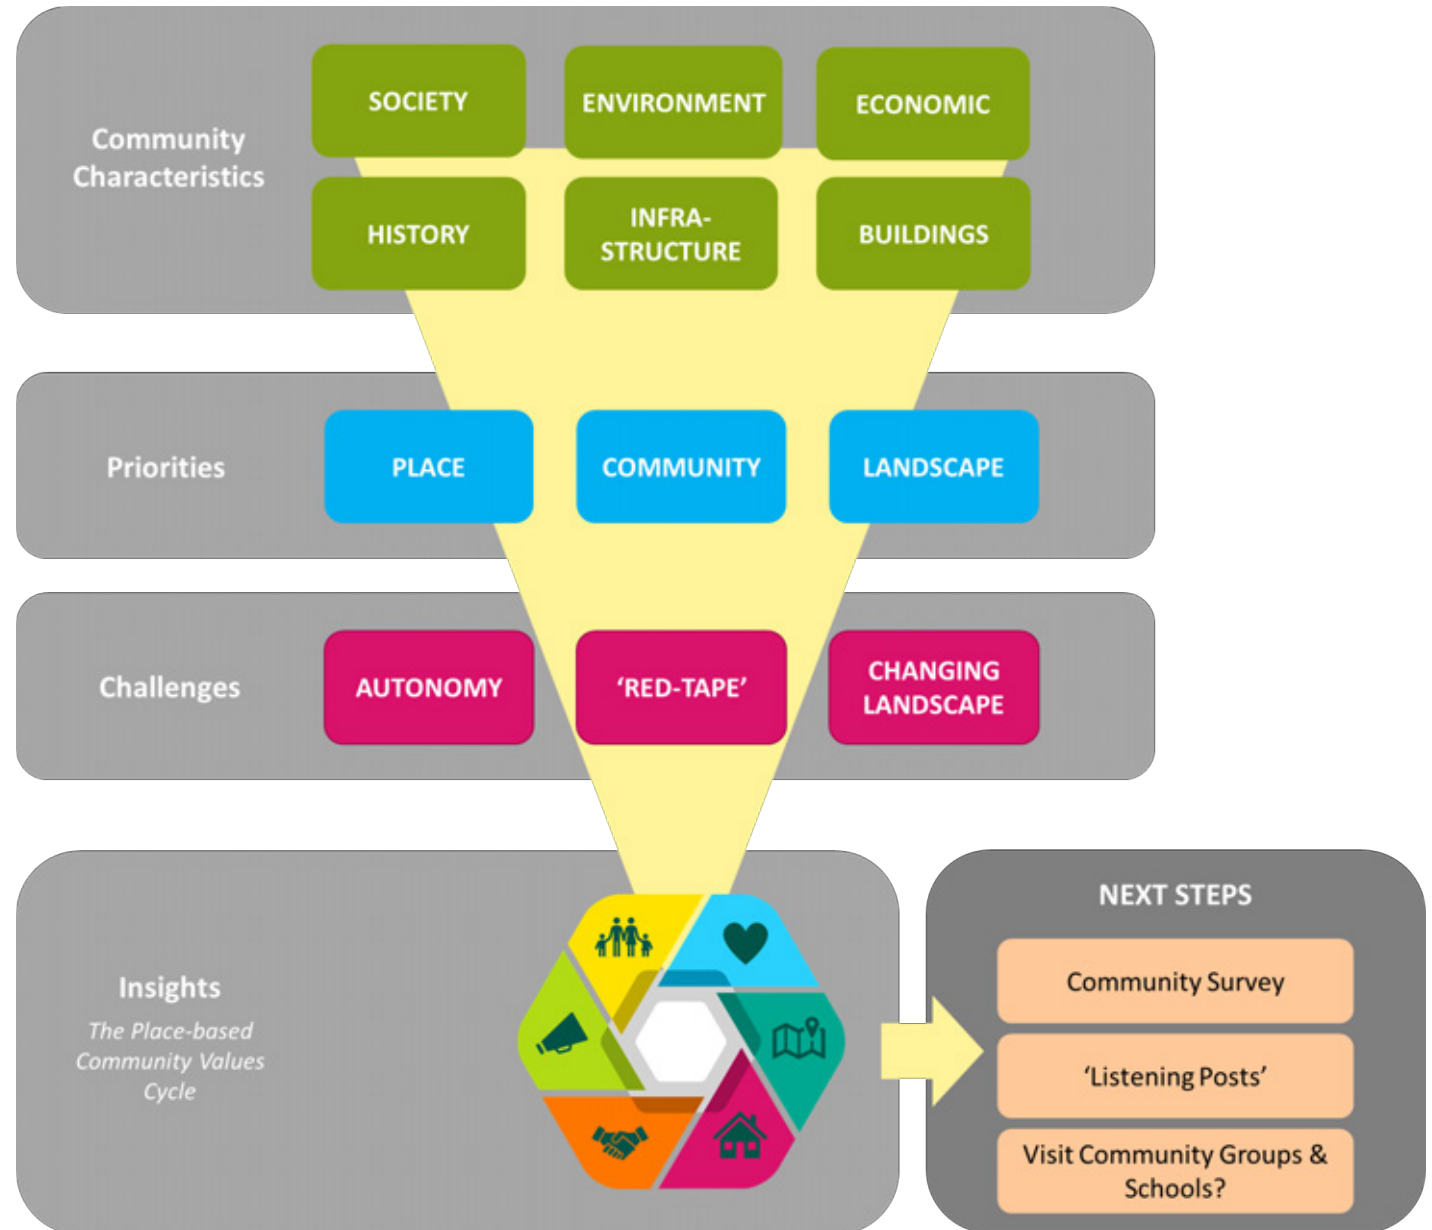 Community
Characteristics
SOCIETY
ENVIRONMENT
ECONOMIC
HISTORY
INFRA-
STRUCTURE
BUILDINGS
Priorities
PLACE
COMMUNITY
LANDSCAPE
Challenges
AUTONOMY
‘RED-TAPE’
CHANGING
LANDSCAPE
Insights
The Place-based
Community Values
Cycle
NEXT STEPS
Community Survey
‘Listening Posts’
Visit Community Groups &
Schools?